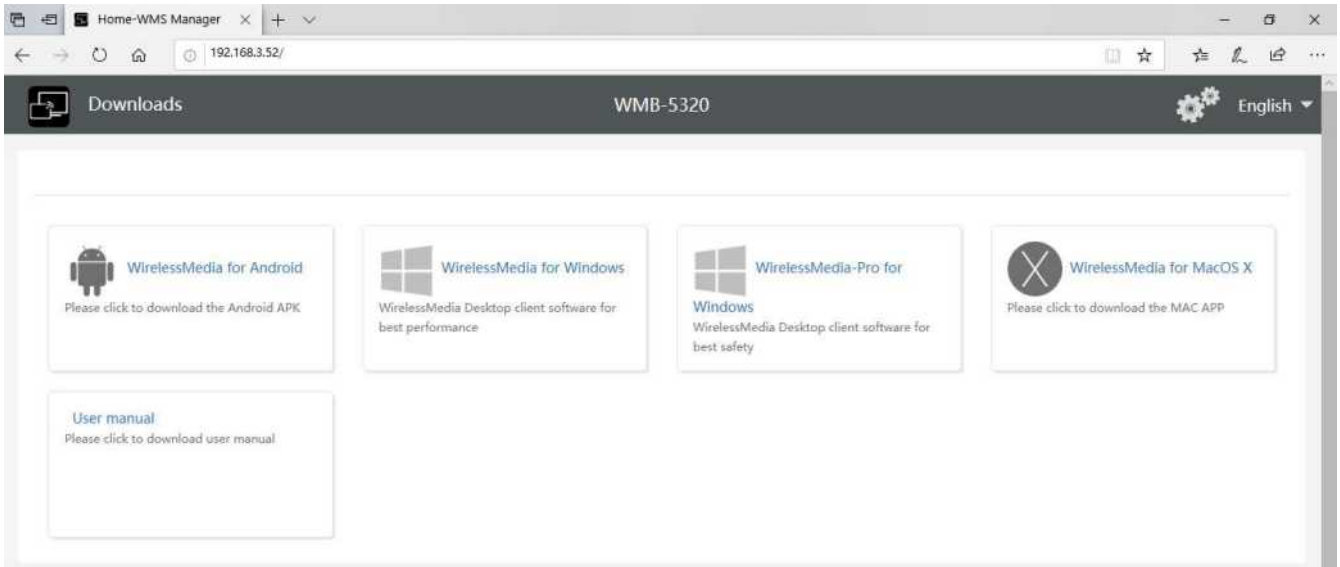 Home-WMS Manager
192.168.3.52/
Downloads
WMB-5320
English
WirelessMedia for Android
Please click to download the Android APK
WirelessMedia for Windows
WirelessMedia Desktop client software for
best performance
WirelessMedia-Pro for
Windows
WirelessMedia Desktop client software for
best safety
WirelessMedia for MacOS X
Please click to download the MAC APP
User manual
Please click to download user manual